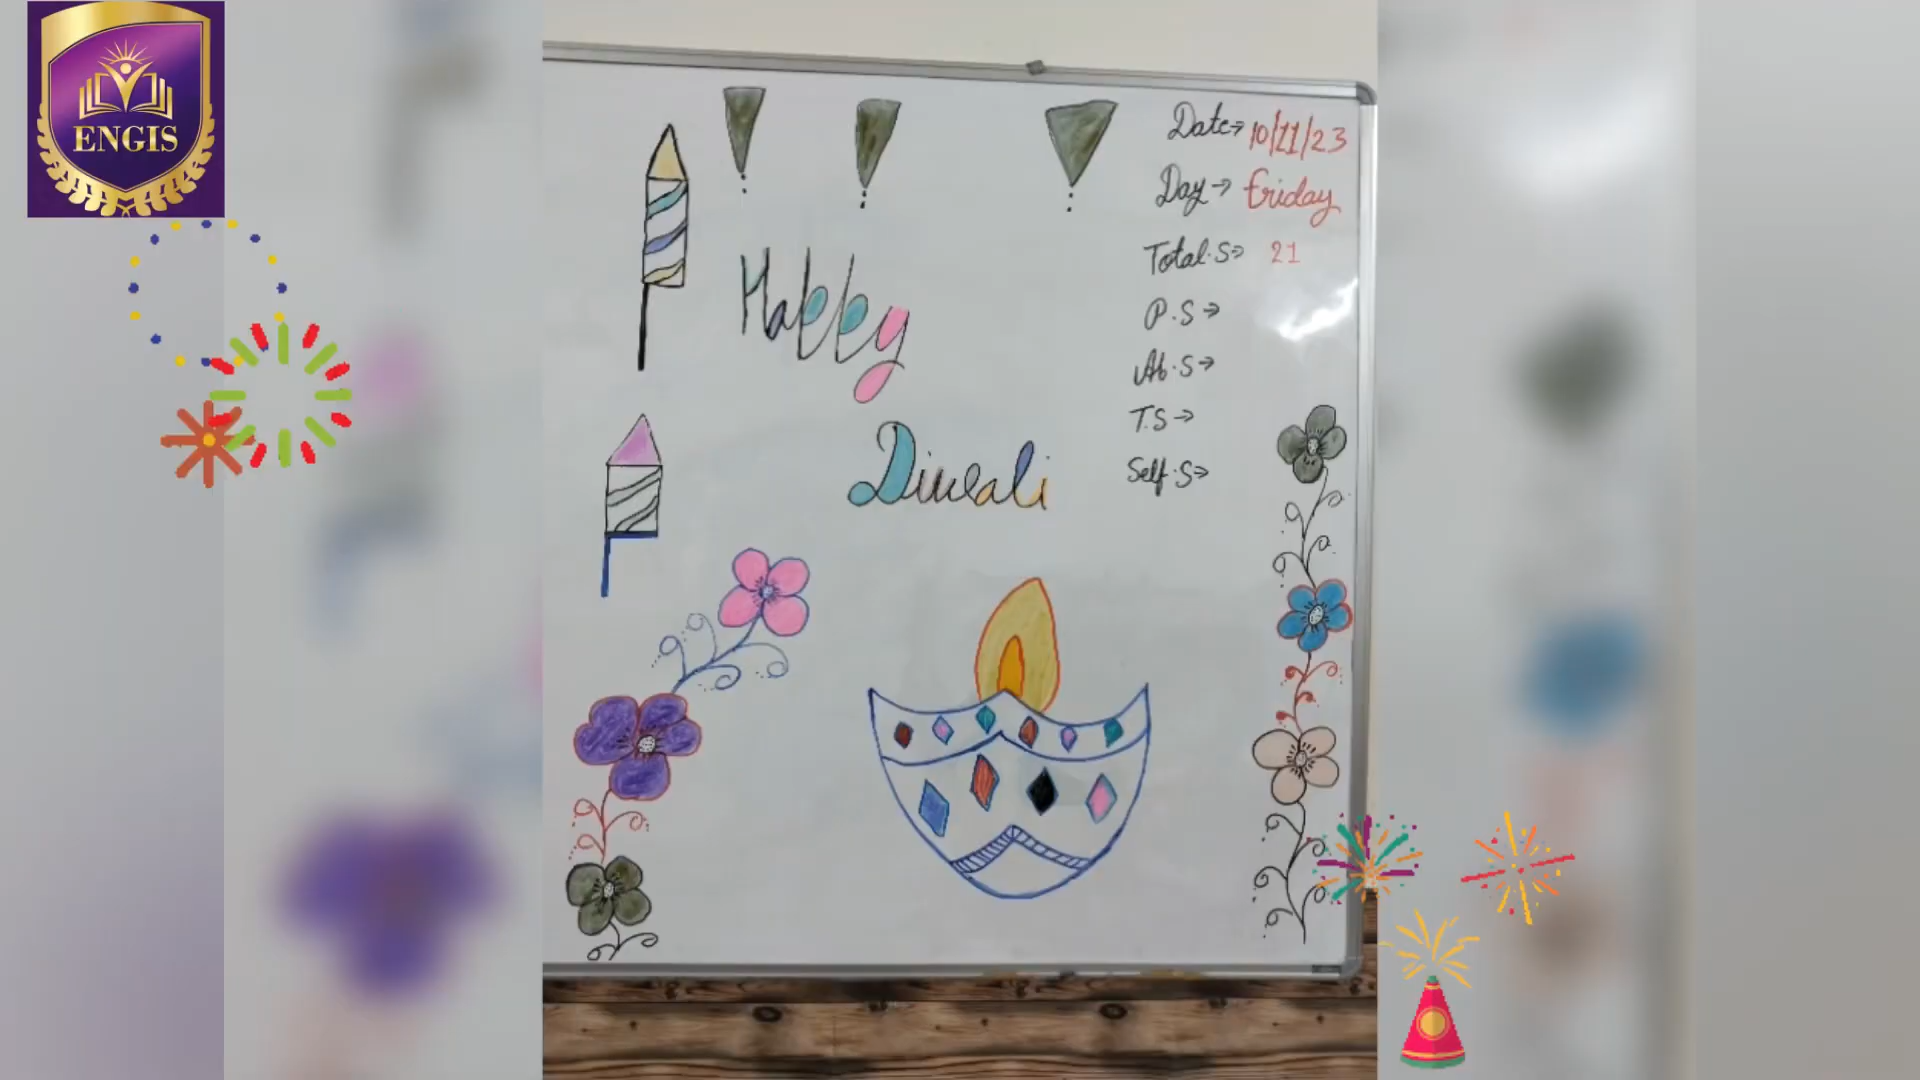 ENGIS
Date→ 10/11/23
Day→ Friday
Total.S→ 21
P.S→
Ab.S→
T.S→
Self.S→
Happy
Diwali